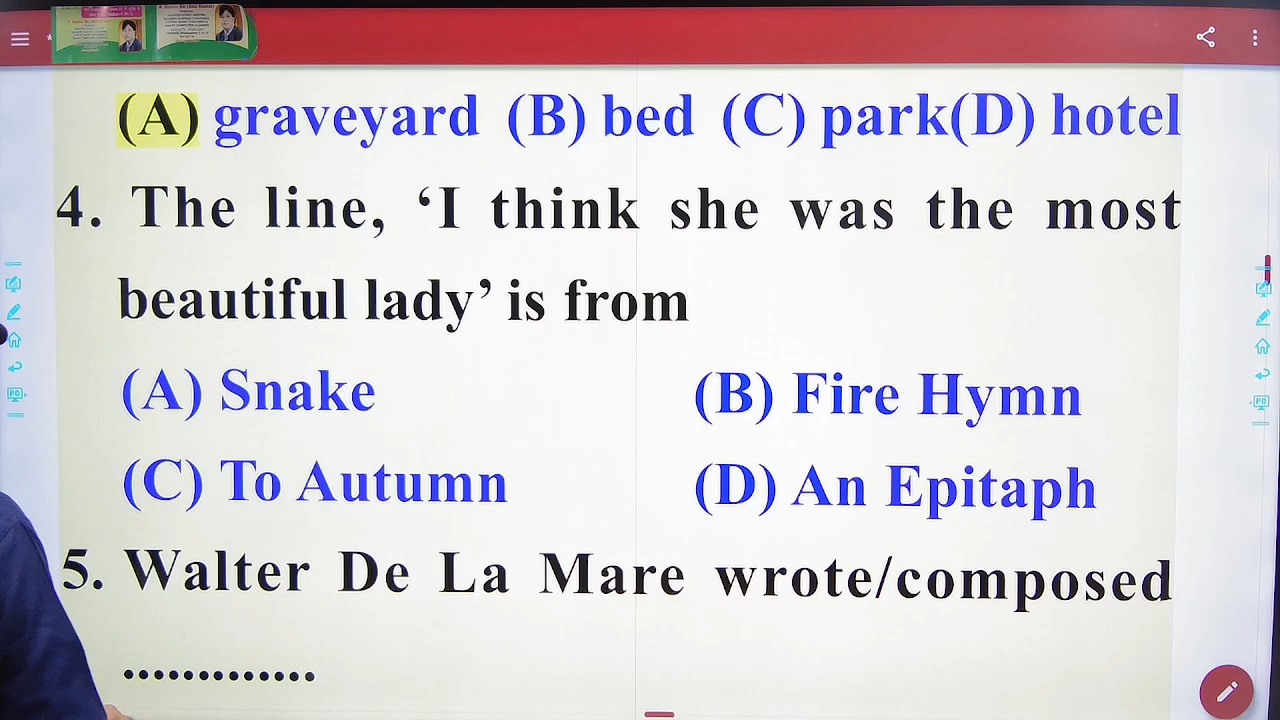 (A) graveyard (B) bed (C) park(D) hotel
4. The line, ‘I think she was the most
beautiful lady’ is from
(A) Snake (B) Fire Hymn
(C) To Autumn (D) An Epitaph
5. Walter De La Mare wrote/composed
.............